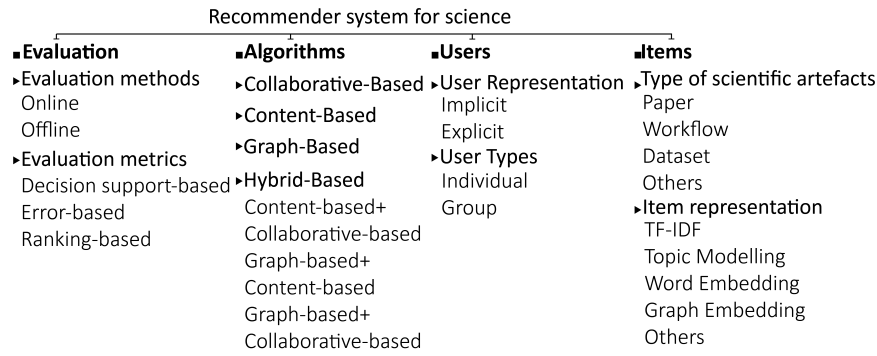 Recommender system for science
▪Evaluation
▸Evaluation methods
Online
Offline
▸Evaluation metrics
Decision support-based
Error-based
Ranking-based
▪Algorithms
▸Collaborative-Based
▸Content-Based
▸Graph-Based
▸Hybrid-Based
Content-based+
Collaborative-based
Graph-based+
Content-based
Graph-based+
Collaborative-based
▪Users
▸User Representation
Implicit
Explicit
▸User Types
Individual
Group
▪Items
▸Type of scientific artefacts
Paper
Workflow
Dataset
Others
▸Item representation
TF-IDF
Topic Modelling
Word Embedding
Graph Embedding
Others